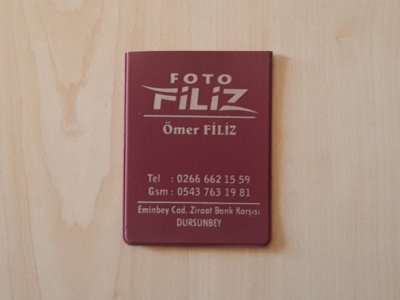 FOTO
FİLİZ
Ömer FİLİZ
Tel : 0266 662 15 59
Gsm : 0543 763 19 81
Eminbey Cad. Ziraat Bank Karşısı
DURSUNBEY